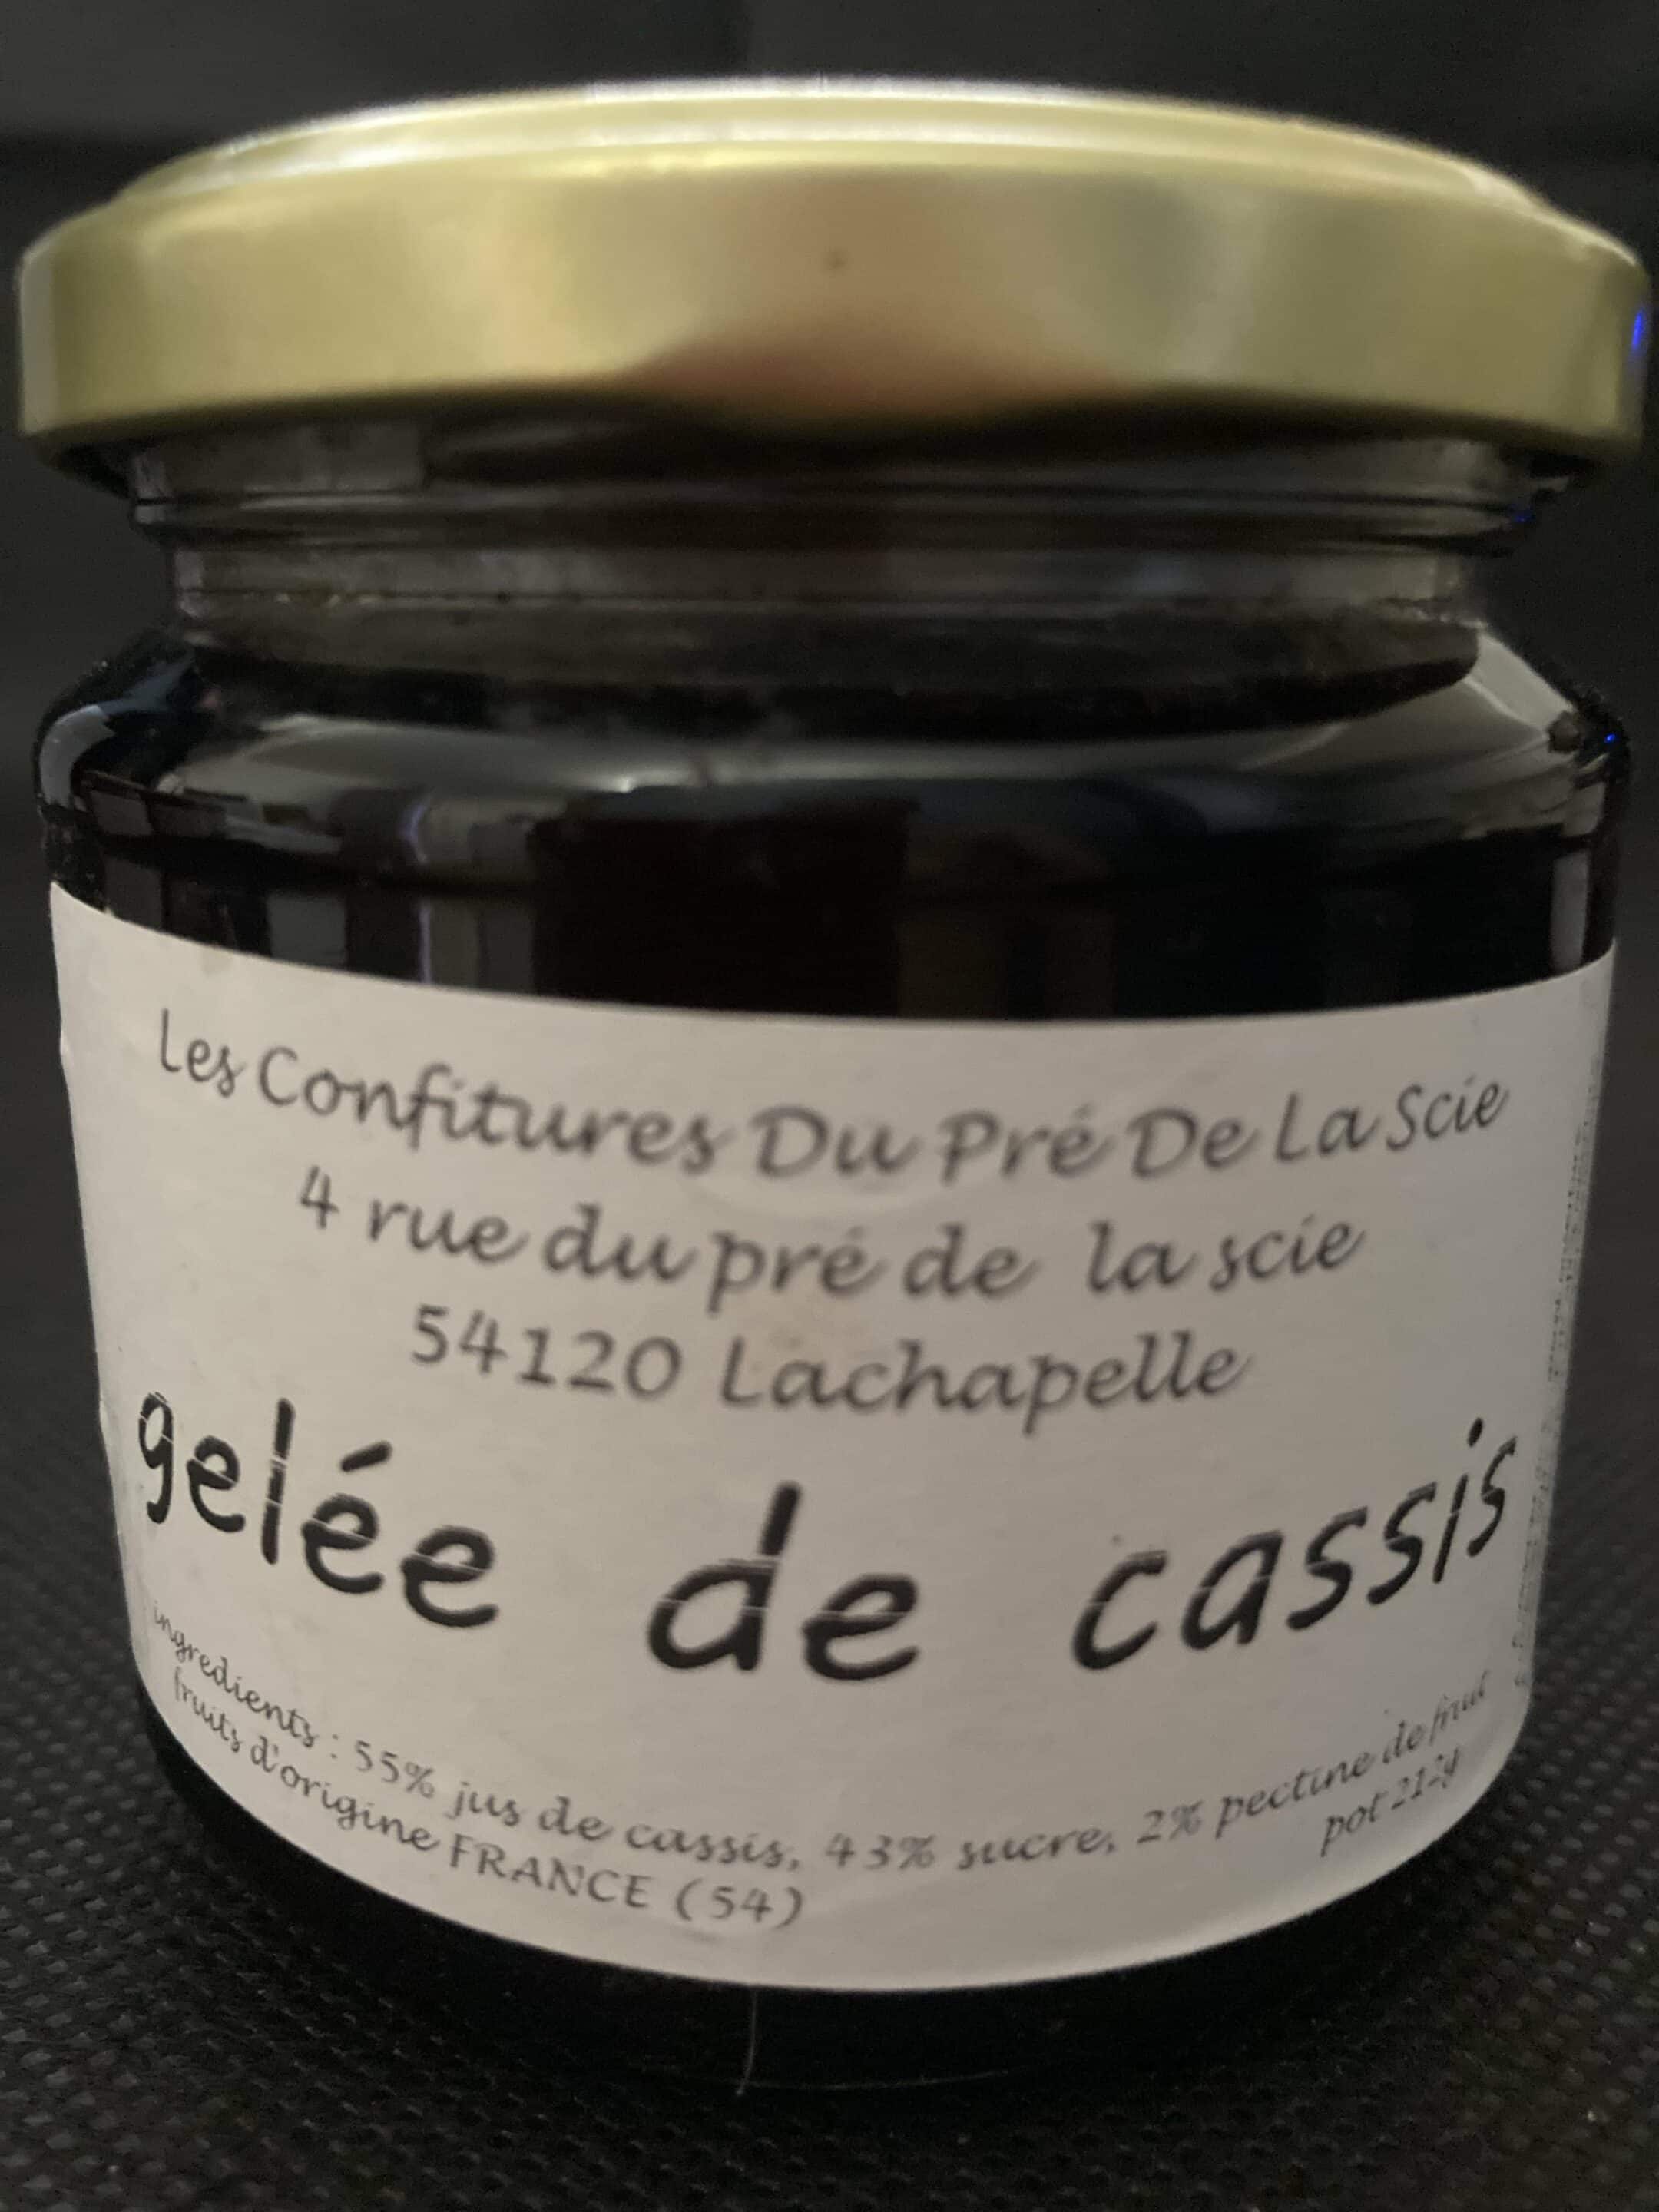 Les Confitures Du Pré De La Scie
4 rue du pré de la scie
54120 Lachapelle
gelée de cassis
ingredients : 55% jus de cassis, 43% sucre, 2% pectine de fruit
fruits d'origine FRANCE (54)
pot